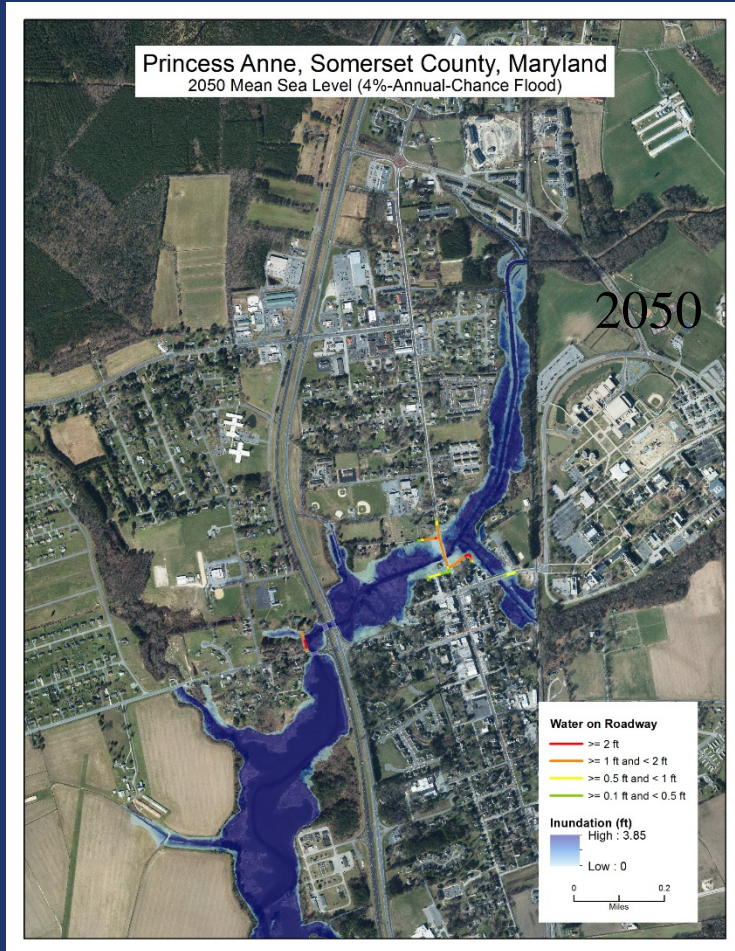 Princess Anne, Somerset County, Maryland
2050 Mean Sea Level (4%-Annual-Chance Flood)
2050
Water on Roadway
>= 2 ft
>= 1 ft and < 2 ft
>= 0.5 ft and < 1 ft
>= 0.1 ft and < 0.5 ft
Inundation (ft)
High : 3.85
Low : 0
0 0.2
Miles